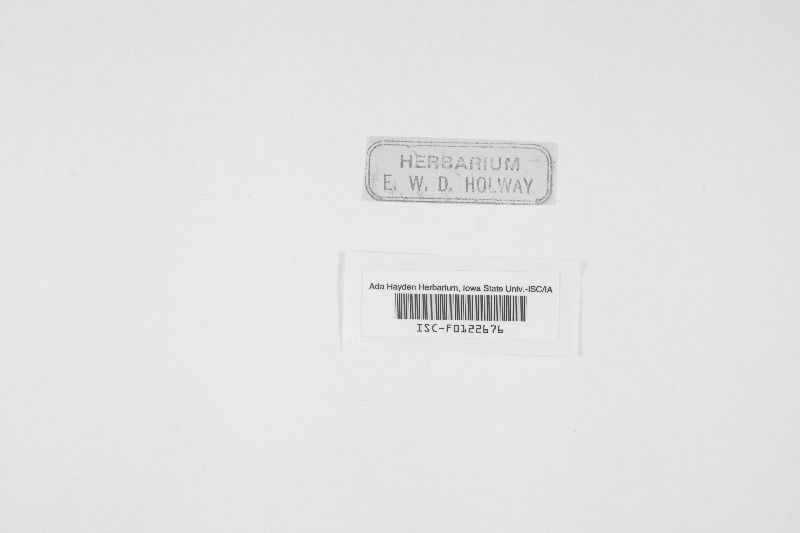 HERBARIUM
E. W. D. HOLWAY
Ada Hayden Herbarium, Iowa State Univ.-ISC/IA
ISC-F0122676